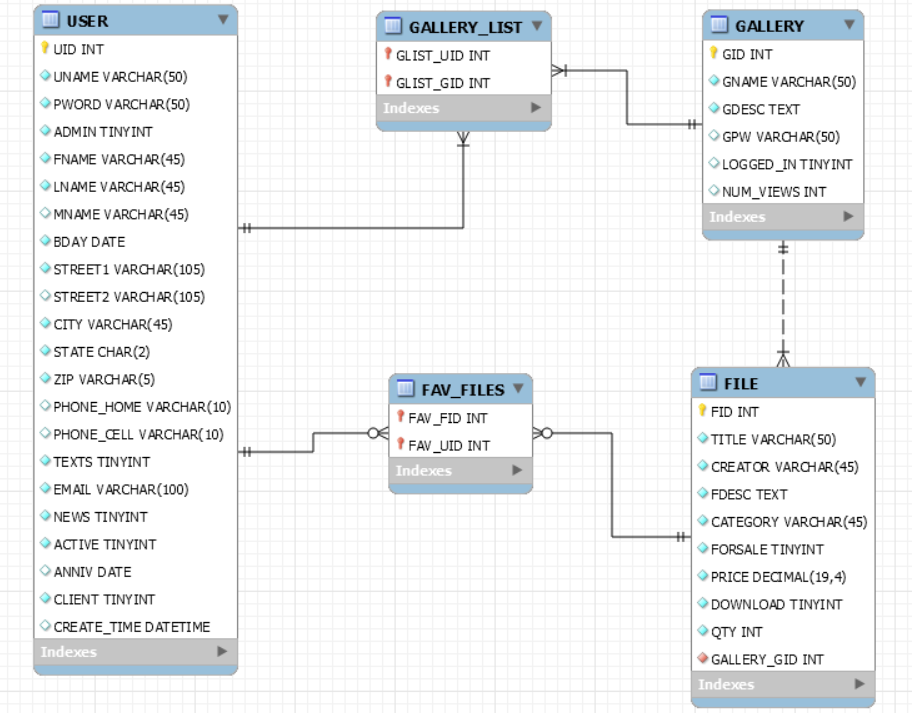 USER
UID INT
UNAME VARCHAR(50)
PWORD VARCHAR(50)
ADMIN TINYINT
FNAME VARCHAR(45)
LNAME VARCHAR(45)
MNAME VARCHAR(45)
BDAY DATE
STREET1 VARCHAR(105)
STREET2 VARCHAR(105)
CITY VARCHAR(45)
STATE CHAR(2)
ZIP VARCHAR(5)
PHONE_HOME VARCHAR(10)
PHONE_CELL VARCHAR(10)
TEXTS TINYINT
EMAIL VARCHAR(100)
NEWS TINYINT
ACTIVE TINYINT
ANNIV DATE
CLIENT TINYINT
CREATE_TIME DATETIME
Indexes
GALLERY_LIST
GLIST_UID INT
GLIST_GID INT
Indexes
GALLERY
GID INT
GNAME VARCHAR(50)
GDESC TEXT
GPW VARCHAR(50)
LOGGED_IN TINYINT
NUM_VIEWS INT
Indexes
FAV_FILES
FAV_FID INT
FAV_UID INT
Indexes
FILE
FID INT
TITLE VARCHAR(50)
CREATOR VARCHAR(45)
FDESC TEXT
CATEGORY VARCHAR(45)
FORSALE TINYINT
PRICE DECIMAL(19,4)
DOWNLOAD TINYINT
QTY INT
GALLERY_GID INT
Indexes